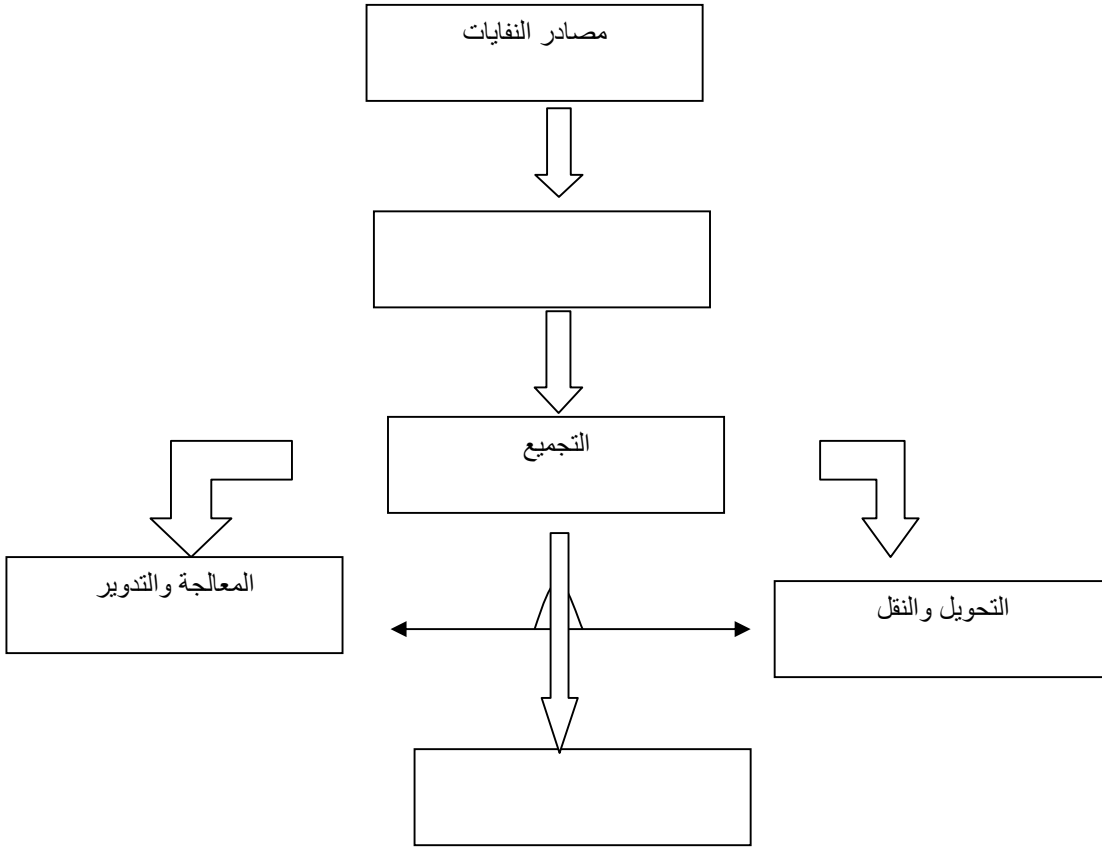 مصادر النفايات
التجميع
المعالجة والتدوير
التحويل والنقل